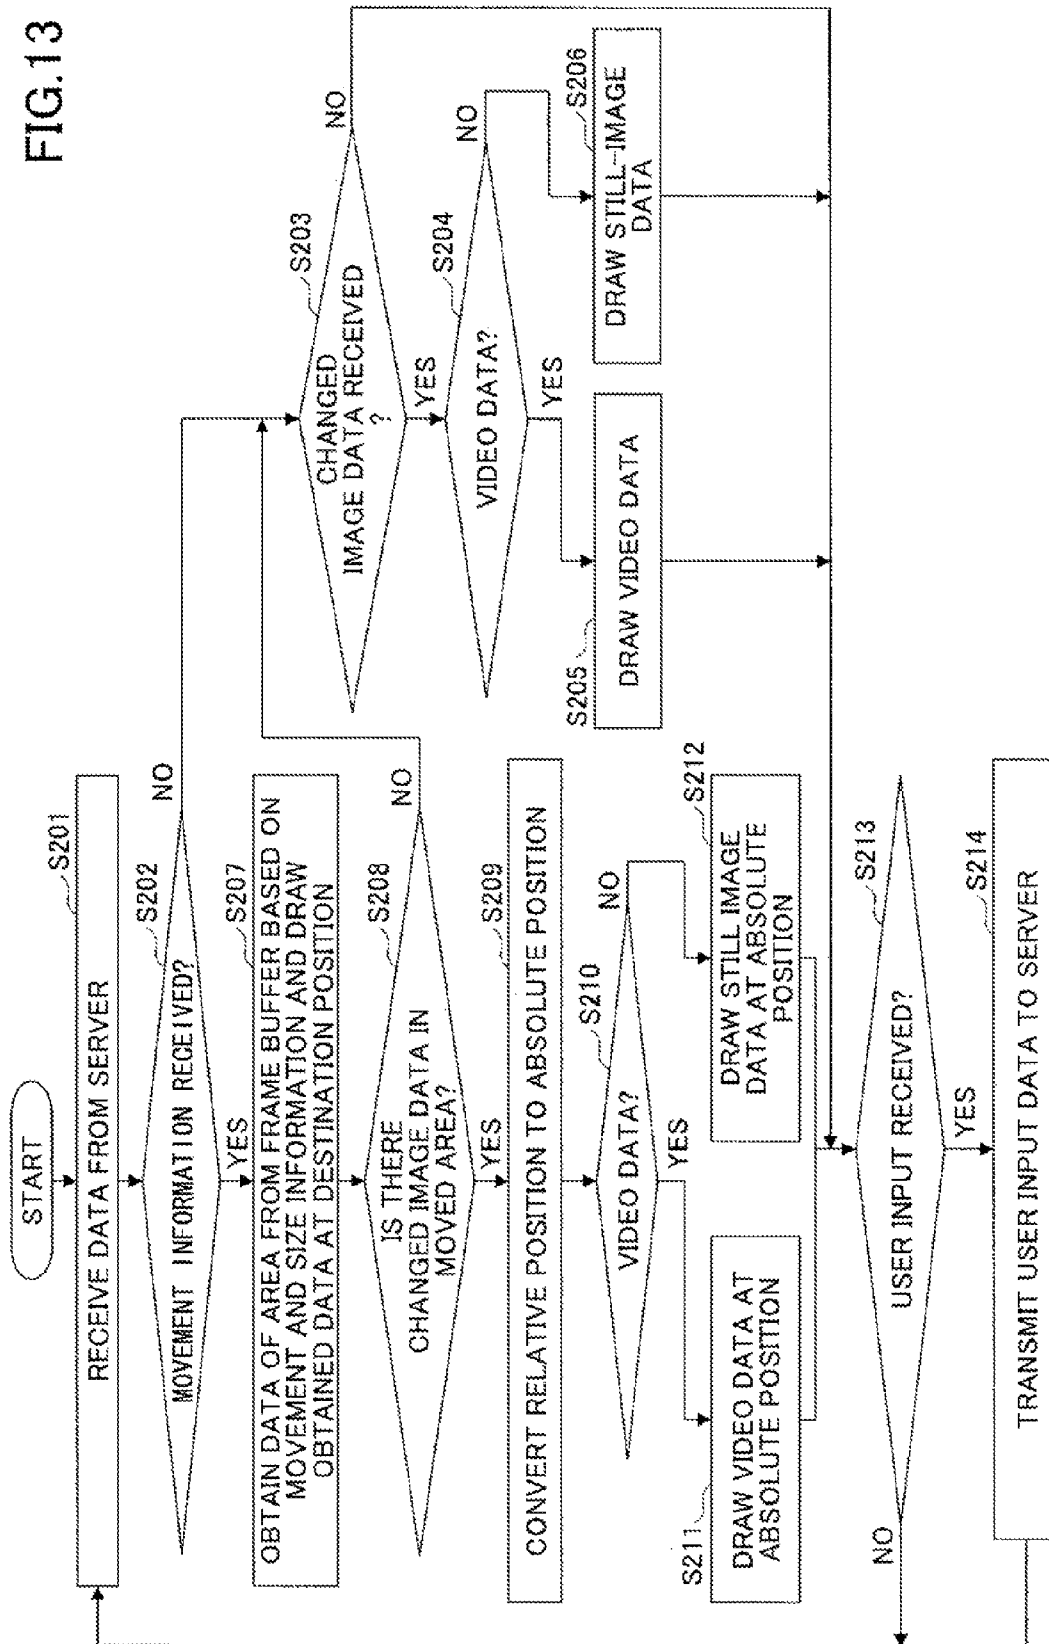 FIG.13
START
S201
RECEIVE DATA FROM SERVER
S202
MOVEMENT INFORMATION RECEIVED?
NO
YES
S207
OBTAIN DATA OF AREA FROM FRAME BUFFER BASED ON
MOVEMENT AND SIZE INFORMATION AND DRAW
OBTAINED DATA AT DESTINATION POSITION
S208
IS THERE
CHANGED IMAGE DATA IN
MOVED AREA?
NO
YES
S209
CONVERT RELATIVE POSITION TO ABSOLUTE POSITION
S210
VIDEO DATA?
NO
YES
S211
DRAW VIDEO DATA AT
ABSOLUTE POSITION
S212
DRAW STILL IMAGE
DATA AT ABSOLUTE
POSITION
S203
CHANGED
IMAGE DATA RECEIVED
?
NO
YES
S204
VIDEO DATA?
NO
YES
S205
DRAW VIDEO DATA
S206
DRAW STILL-IMAGE
DATA
S213
USER INPUT RECEIVED?
NO
YES
S214
TRANSMIT USER INPUT DATA TO SERVER